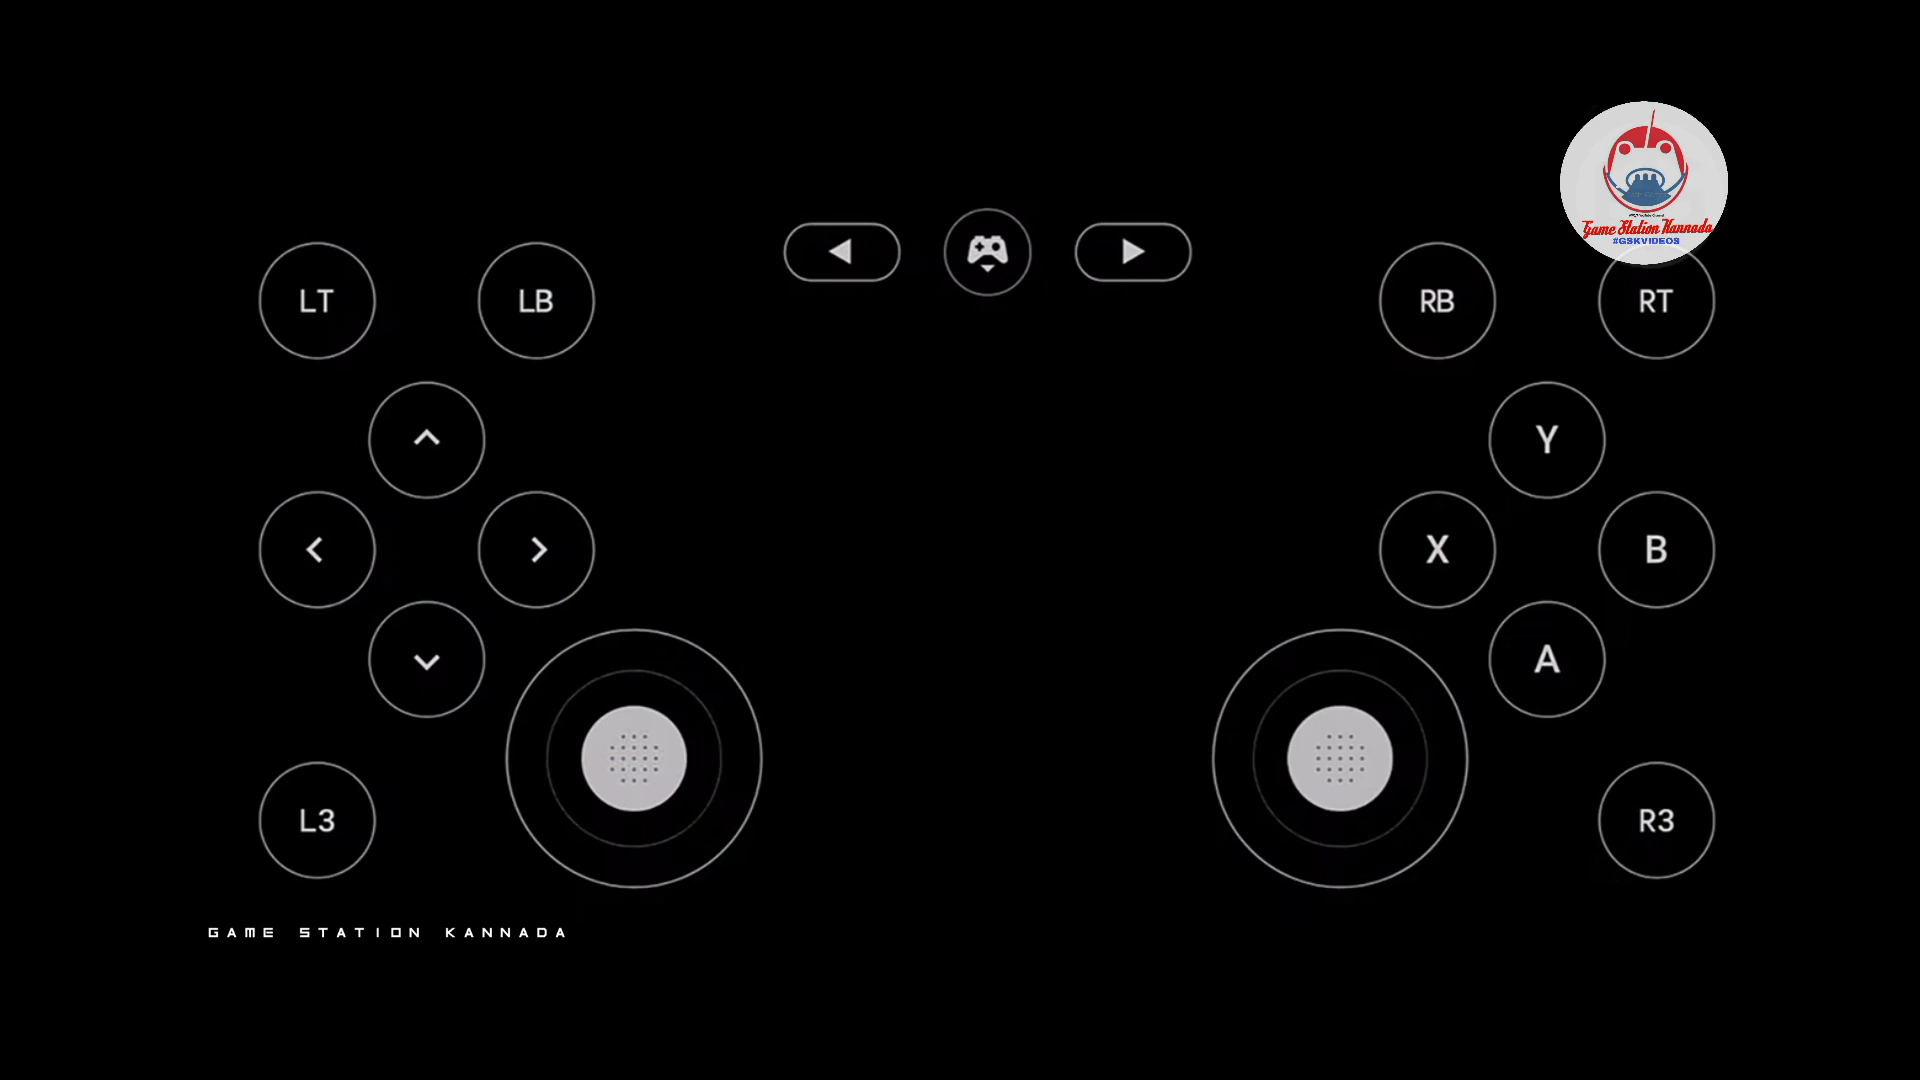 Game Station Kannada
#GSKVIDEOS
LT
LB
RB
RT
Y
X
B
A
L3
R3
GAME STATION KANNADA